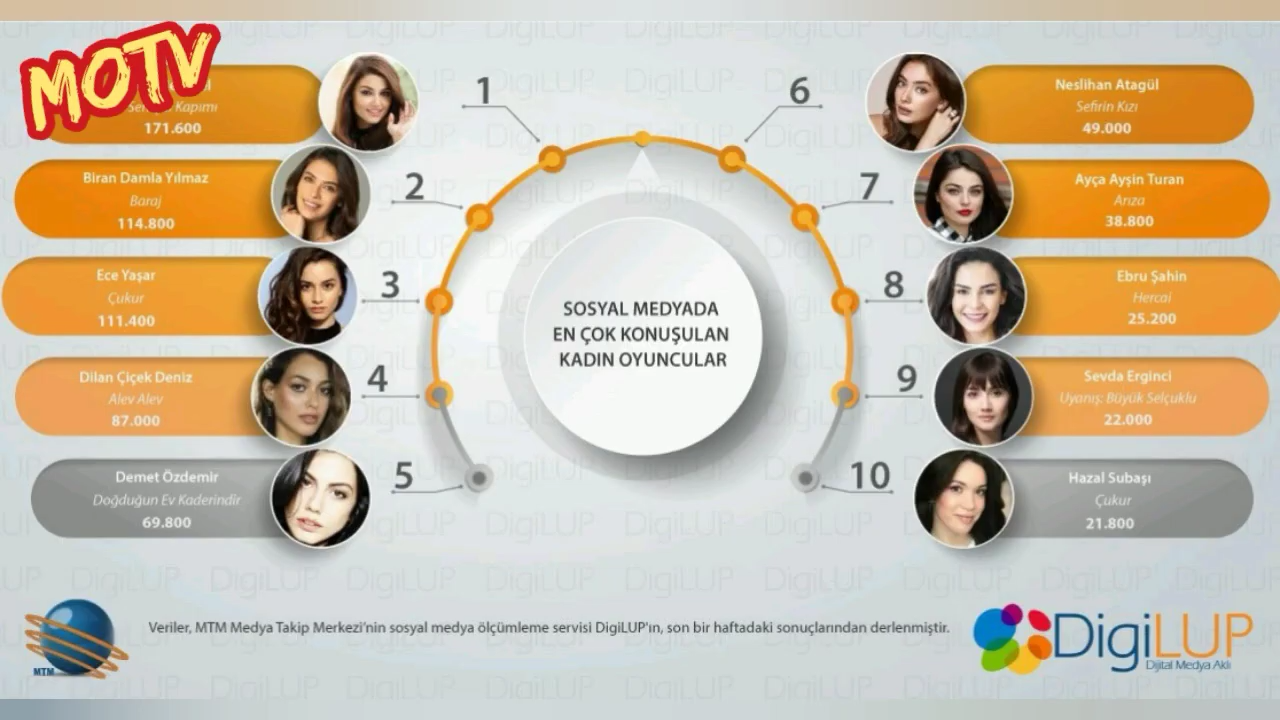 MOTV
Kapımı
171.600
Biran Damla Yılmaz
Baraj
114.800
Ece Yaşar
Çukur
111.400
Dilan Çiçek Deniz
Alev Alev
87.000
Demet Özdemir
Doğduğun Ev Kaderindir
69.800
1
2
3
4
5
SOSYAL MEDYADA
EN ÇOK KONUŞULAN
KADIN OYUNCULAR
6
7
8
9
10
Neslihan Atagül
Sefirin Kızı
49.000
Ayça Ayşin Turan
Arıza
38.800
Ebru Şahin
Hercai
25.200
Sevda Erginci
Uyanış: Büyük Selçuklu
22.000
Hazal Subaşı
Çukur
21.800
MTM
Veriler, MTM Medya Takip Merkezi'nin sosyal medya ölçümleme servisi DigiLUP'ın, son bir haftadaki sonuçlarından derlenmiştir.
DigiLUP
Dijital Medya Aklı